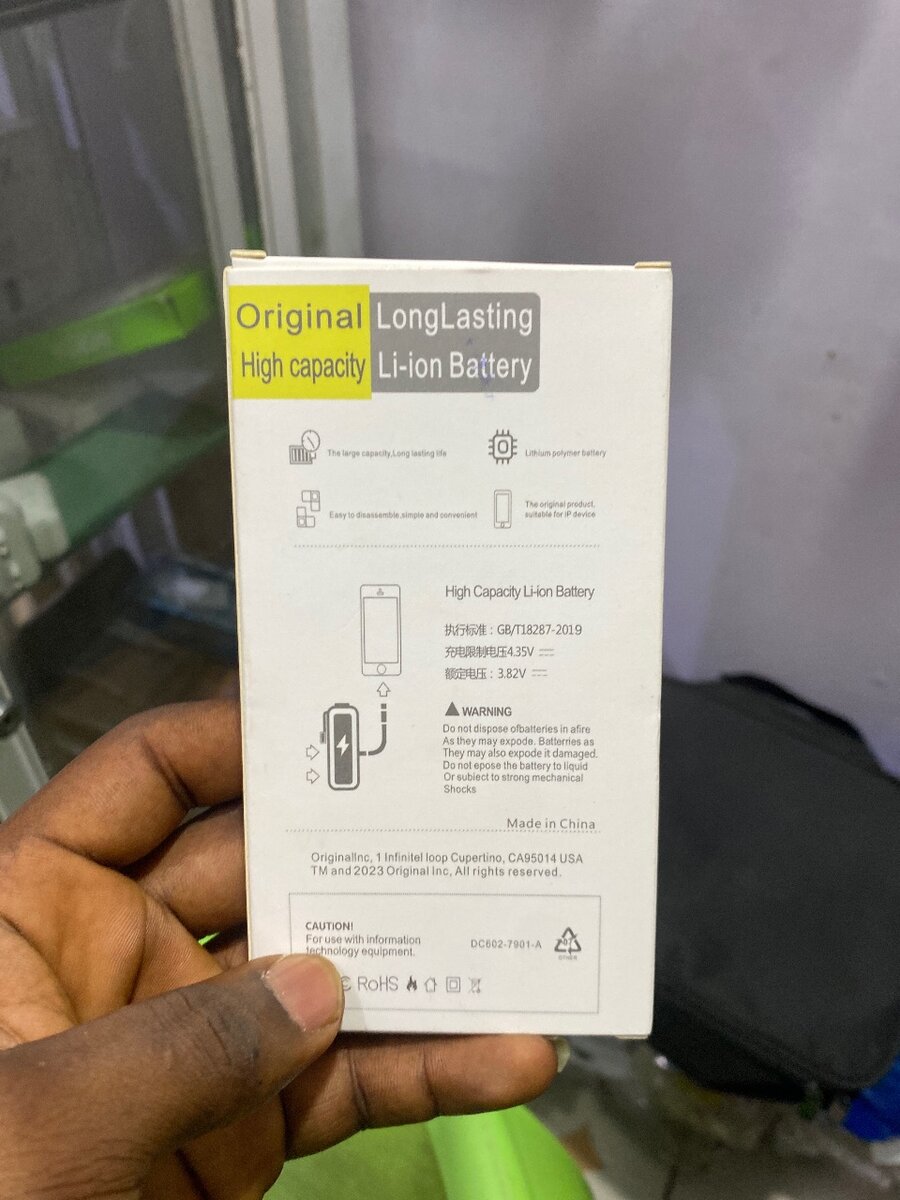 Original
High capacity
LongLasting
Li-ion Battery
The large capacity,Long lasting life
Lithium polymer battery
Easy to disassemble,simple and convenient
The original product,
suitable for iP device
High Capacity Li-ion Battery
执行标准：GB/T18287-2019
充电限制电压4.35V
额定电压：3.82V
WARNING
Do not dispose ofbatteries in afire
As they may expode. Batternies as
They may also expode it damaged.
Do not epose the battery to liquid
Or subiect to strong mechanical
Shocks
Made in China
OriginalInc, 1 Infinitel loop Cupertino, CA95014 USA
TM and 2023 Original Inc, All rights reserved.
CAUTION!
For use with information
technology equipment.
DC602-7901-A
07
OTHER
RoHS